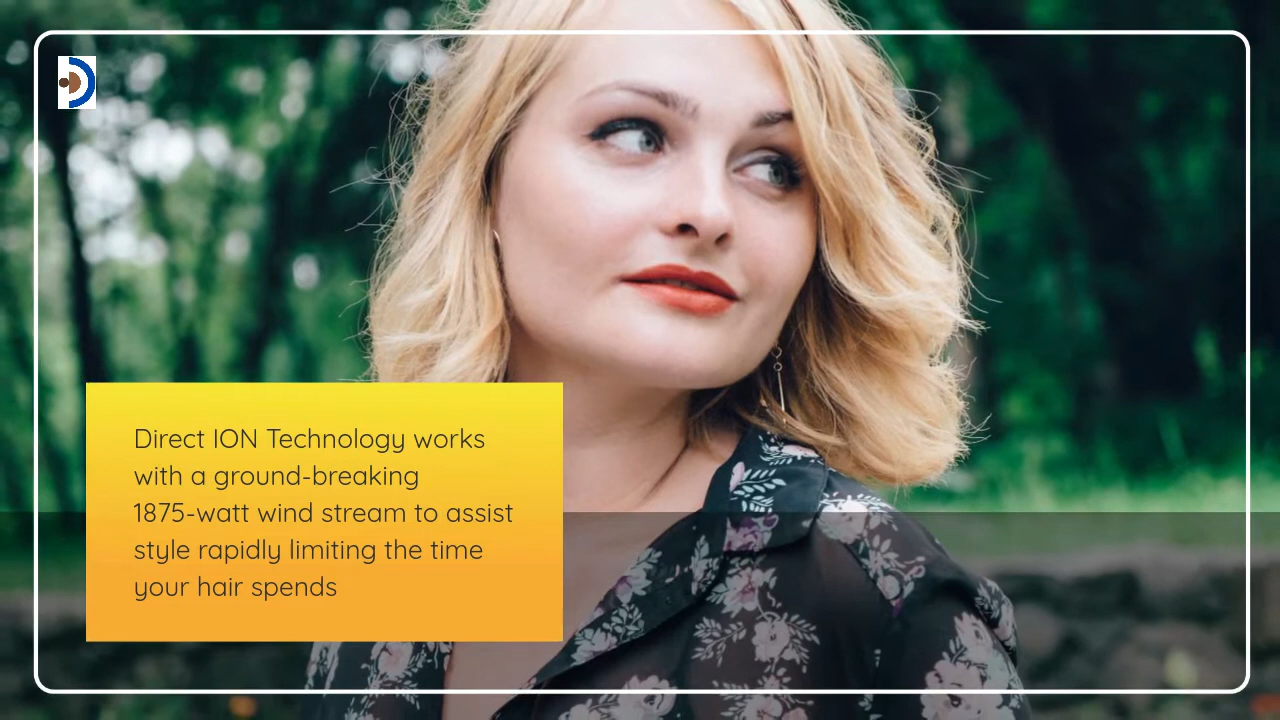 Direct ION Technology works
with a ground-breaking
1875-watt wind stream to assist
style rapidly limiting the time
your hair spends